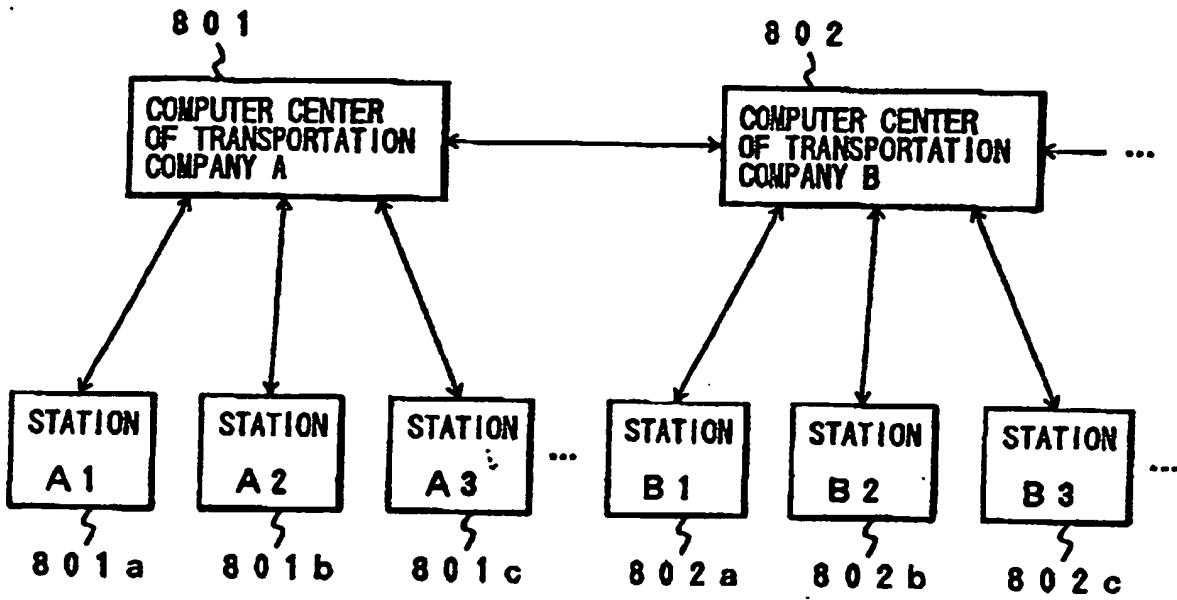 801
802
COMPUTER CENTER
OF TRANSPORTATION
COMPANY A
COMPUTER CENTER
OF TRANSPORTATION
COMPANY B
...
STATION
A1
STATION
A2
STATION
A3
...
STATION
B1
STATION
B2
STATION
B3
...
801a
801b
801c
802a
802b
802c